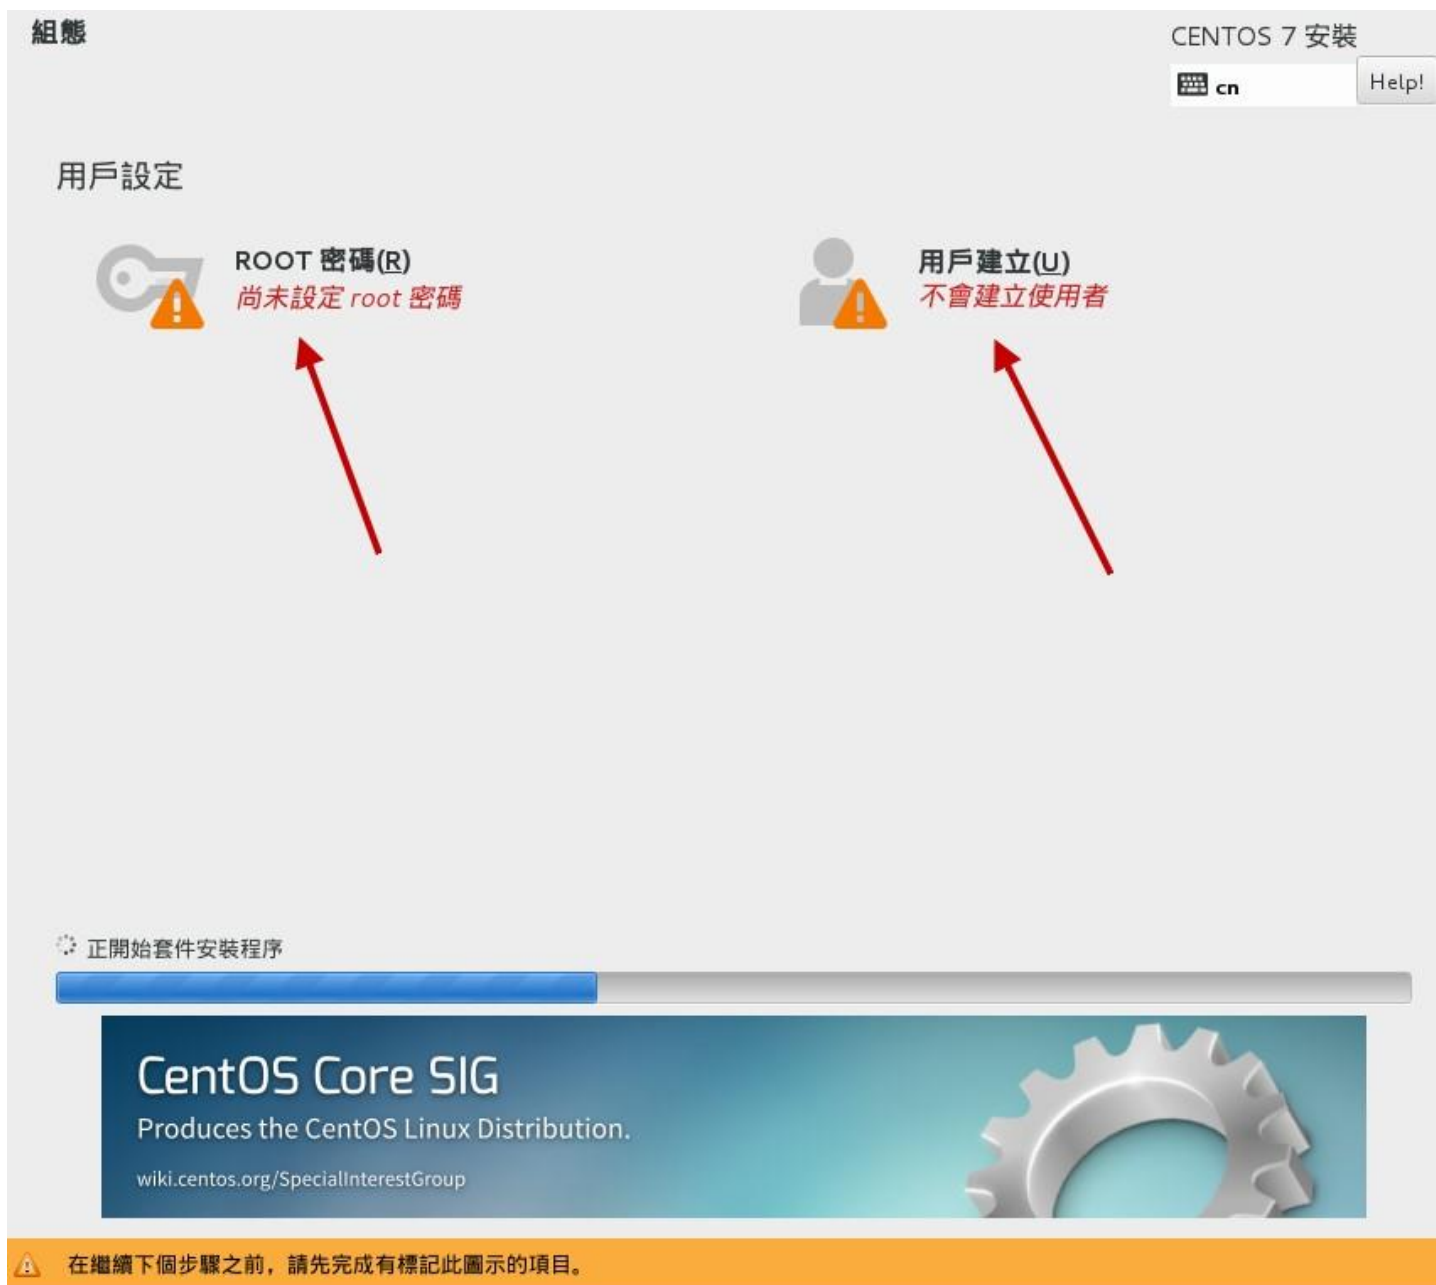 組態
CENTOS 7 安裝
cn
Help!
用戶設定
ROOT 密碼(R)
尚未設定 root 密碼
用戶建立(U)
不會建立使用者
正開始套件安裝程序
CentOS Core SIG
Produces the CentOS Linux Distribution.
wiki.centos.org/SpecialInterestGroup
在繼續下個步驟之前，請先完成有標記此圖示的項目。